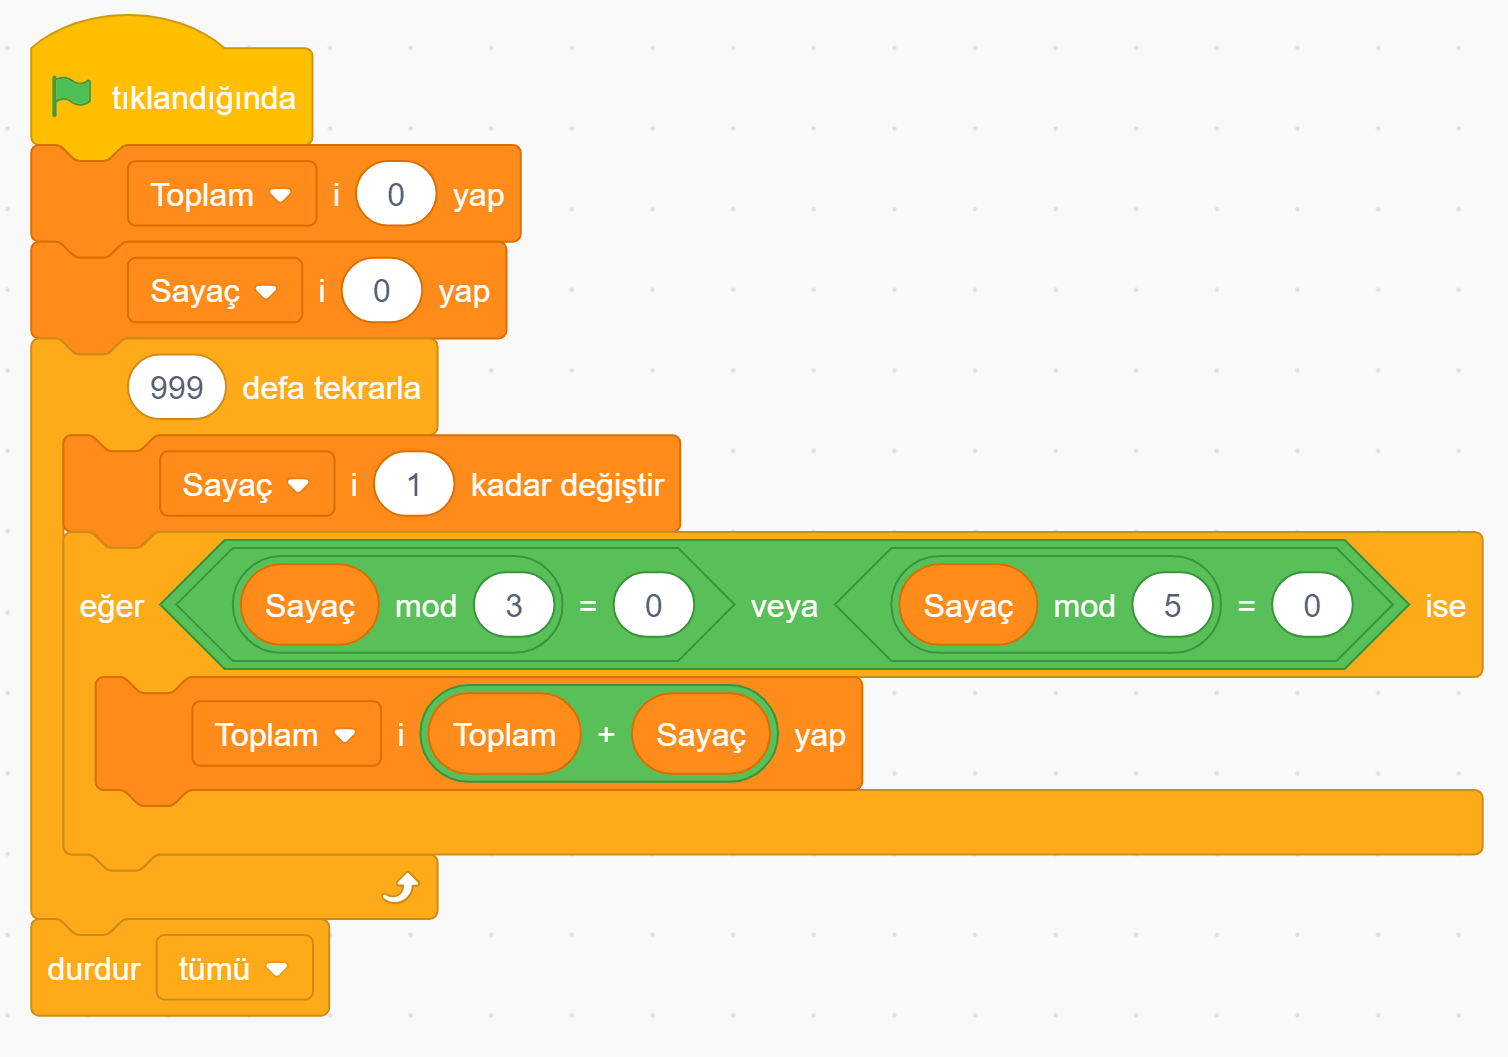 tıklandığında
Toplam i 0 yap
Sayaç i 0 yap
999 defa tekrarla
Sayaç i 1 kadar değiştir
eğer Sayaç mod 3 = 0 veya Sayaç mod 5 = 0 ise
Toplam i Toplam + Sayaç yap
durdur tümü